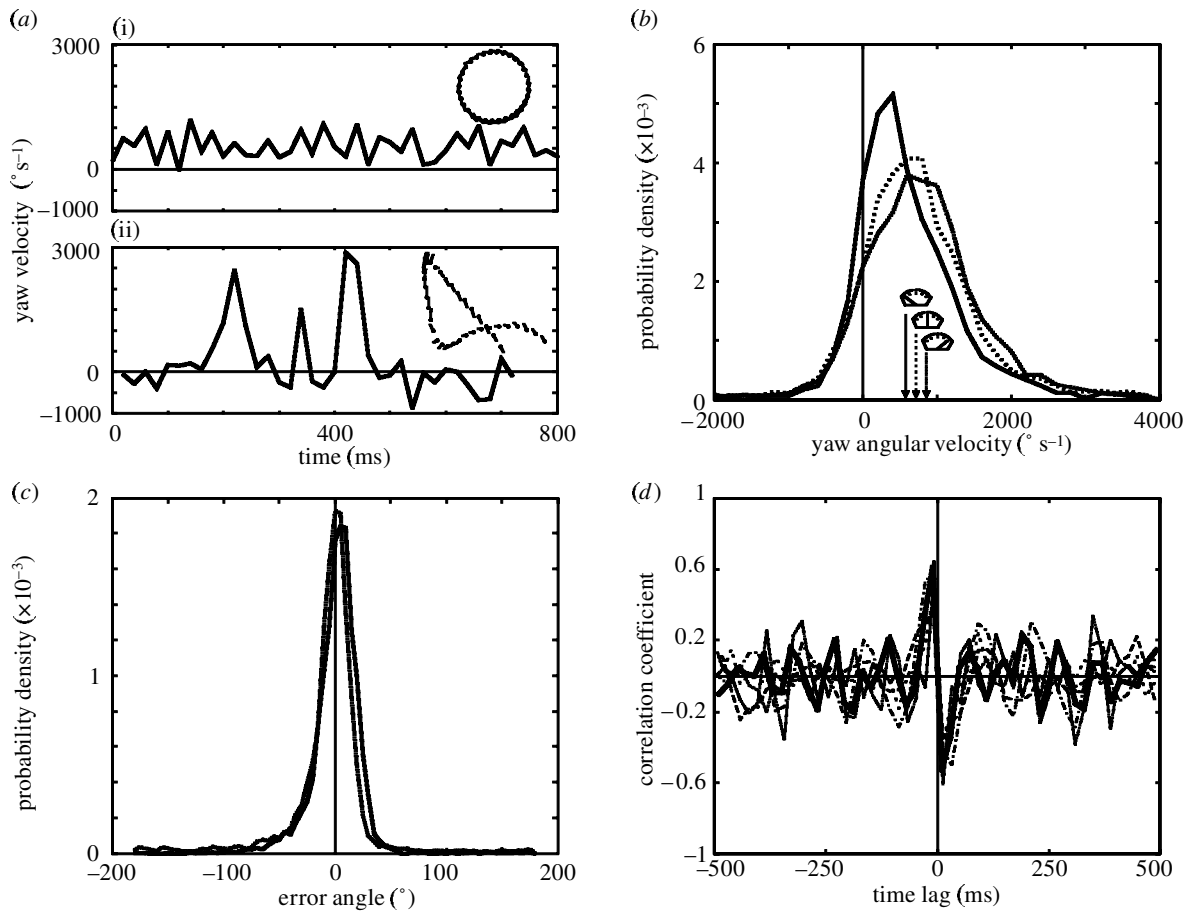 (a)
(i)
3000
0
–1000
(ii)
3000
0
–1000
yaw velocity (° s–1)
0
400
800
time (ms)
(b)
6
4
2
0
probability density (×10–3)
–2000
0
2000
4000
yaw angular velocity (° s–1)
(c)
2
1
0
probability density (×10–3)
–200
–100
0
100
200
error angle (°)
(d)
1
0.6
0.2
–0.2
–0.6
–1
correlation coefficient
–500
–250
0
250
500
time lag (ms)